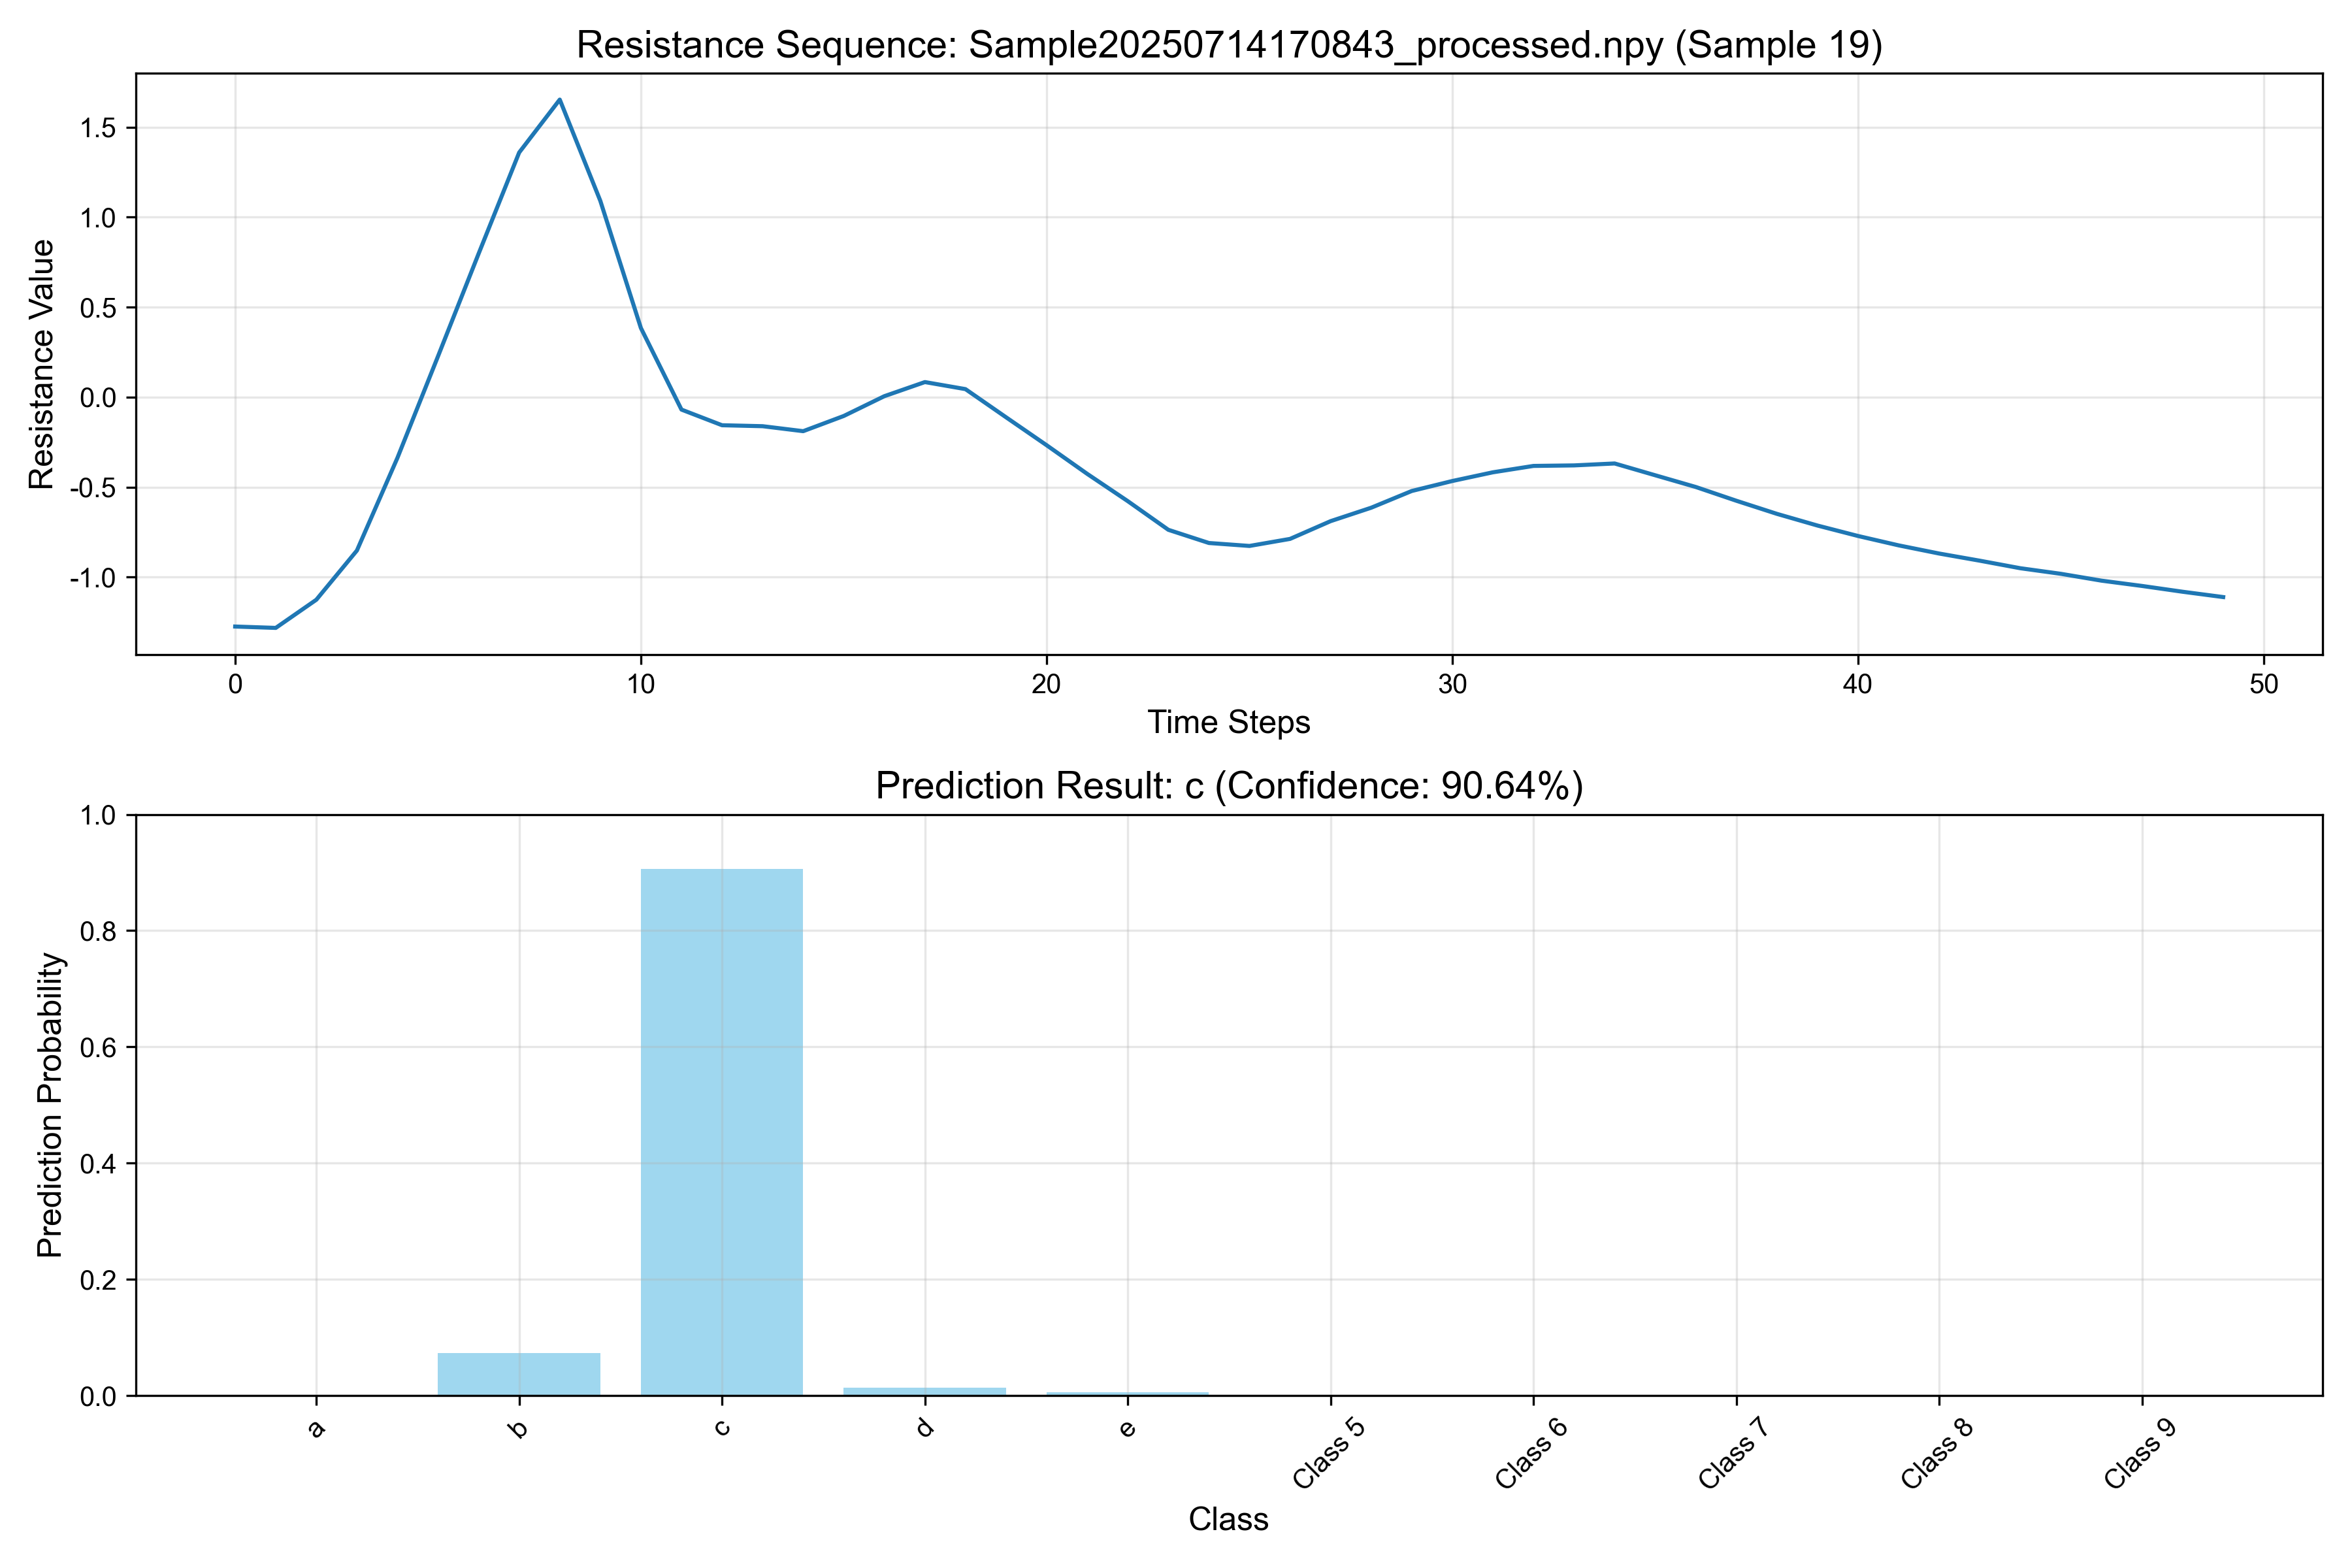 Resistance Sequence: Sample20250714170843_processed.npy (Sample 19)
Resistance Value
1.5
1.0
0.5
0.0
-0.5
-1.0
0 10 20 30 40 50
Time Steps
Prediction Result: c (Confidence: 90.64%)
Prediction Probability
1.0
0.8
0.6
0.4
0.2
0.0
a b c d e Class 5 Class 6 Class 7 Class 8 Class 9
Class